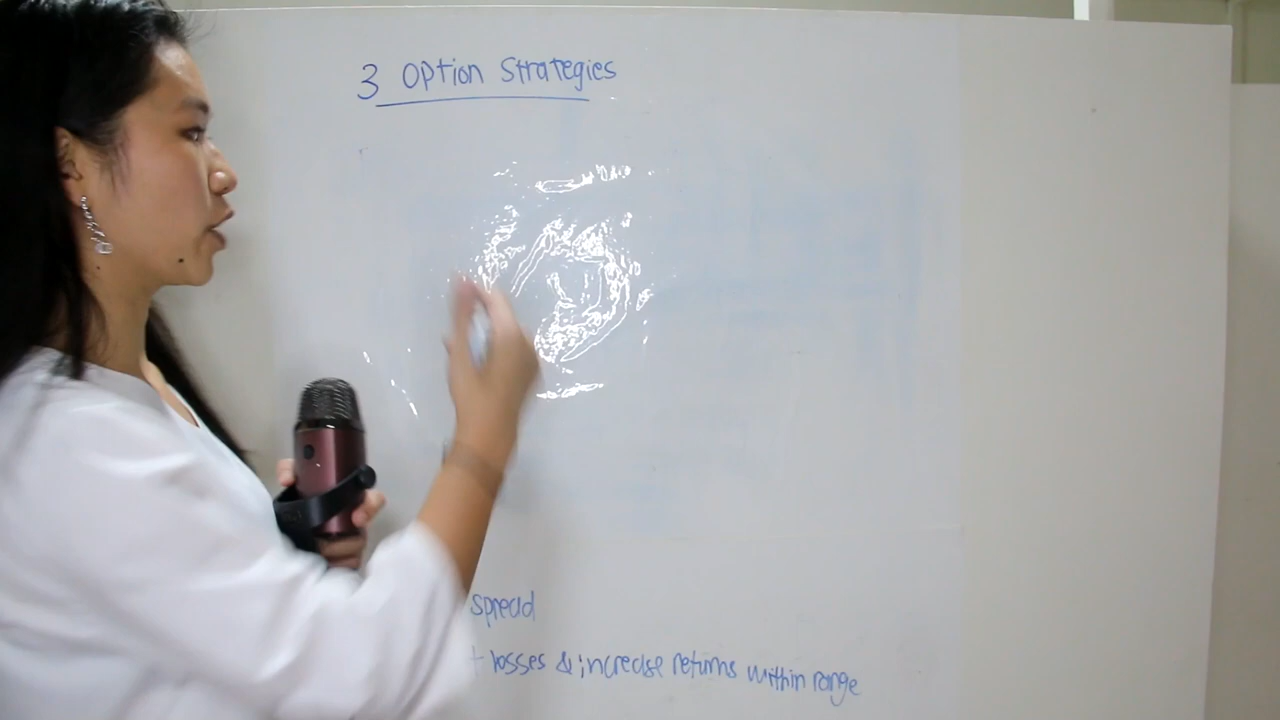 3 Option Strategies
spread
losses & increase returns within range